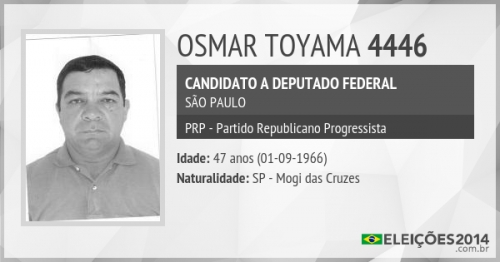 OSMAR TOYAMA 4446
CANDIDATO A DEPUTADO FEDERAL
SÃO PAULO
PRP - Partido Republicano Progressista
Idade: 47 anos (01-09-1966)
Naturalidade: SP - Mogi das Cruzes
ELEIÇÕES2014
.com.br